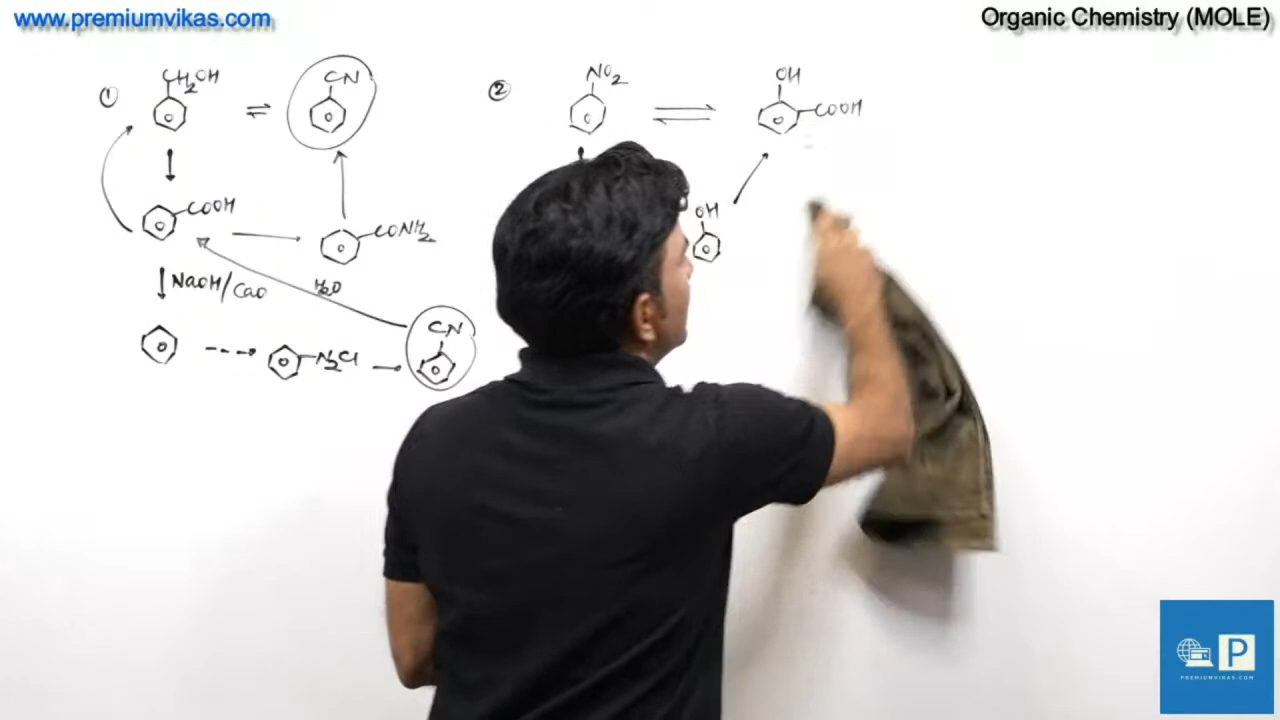 www.premiumvikas.com
Organic Chemistry (MOLE)
①
CH2OH
⇌
CN
②
NO2
⇌
OH
COOH
COOH
CONH2
OH
NaOH/CaO
H2O
CN
N2Cl
P
PREMIUMVIKAS.COM